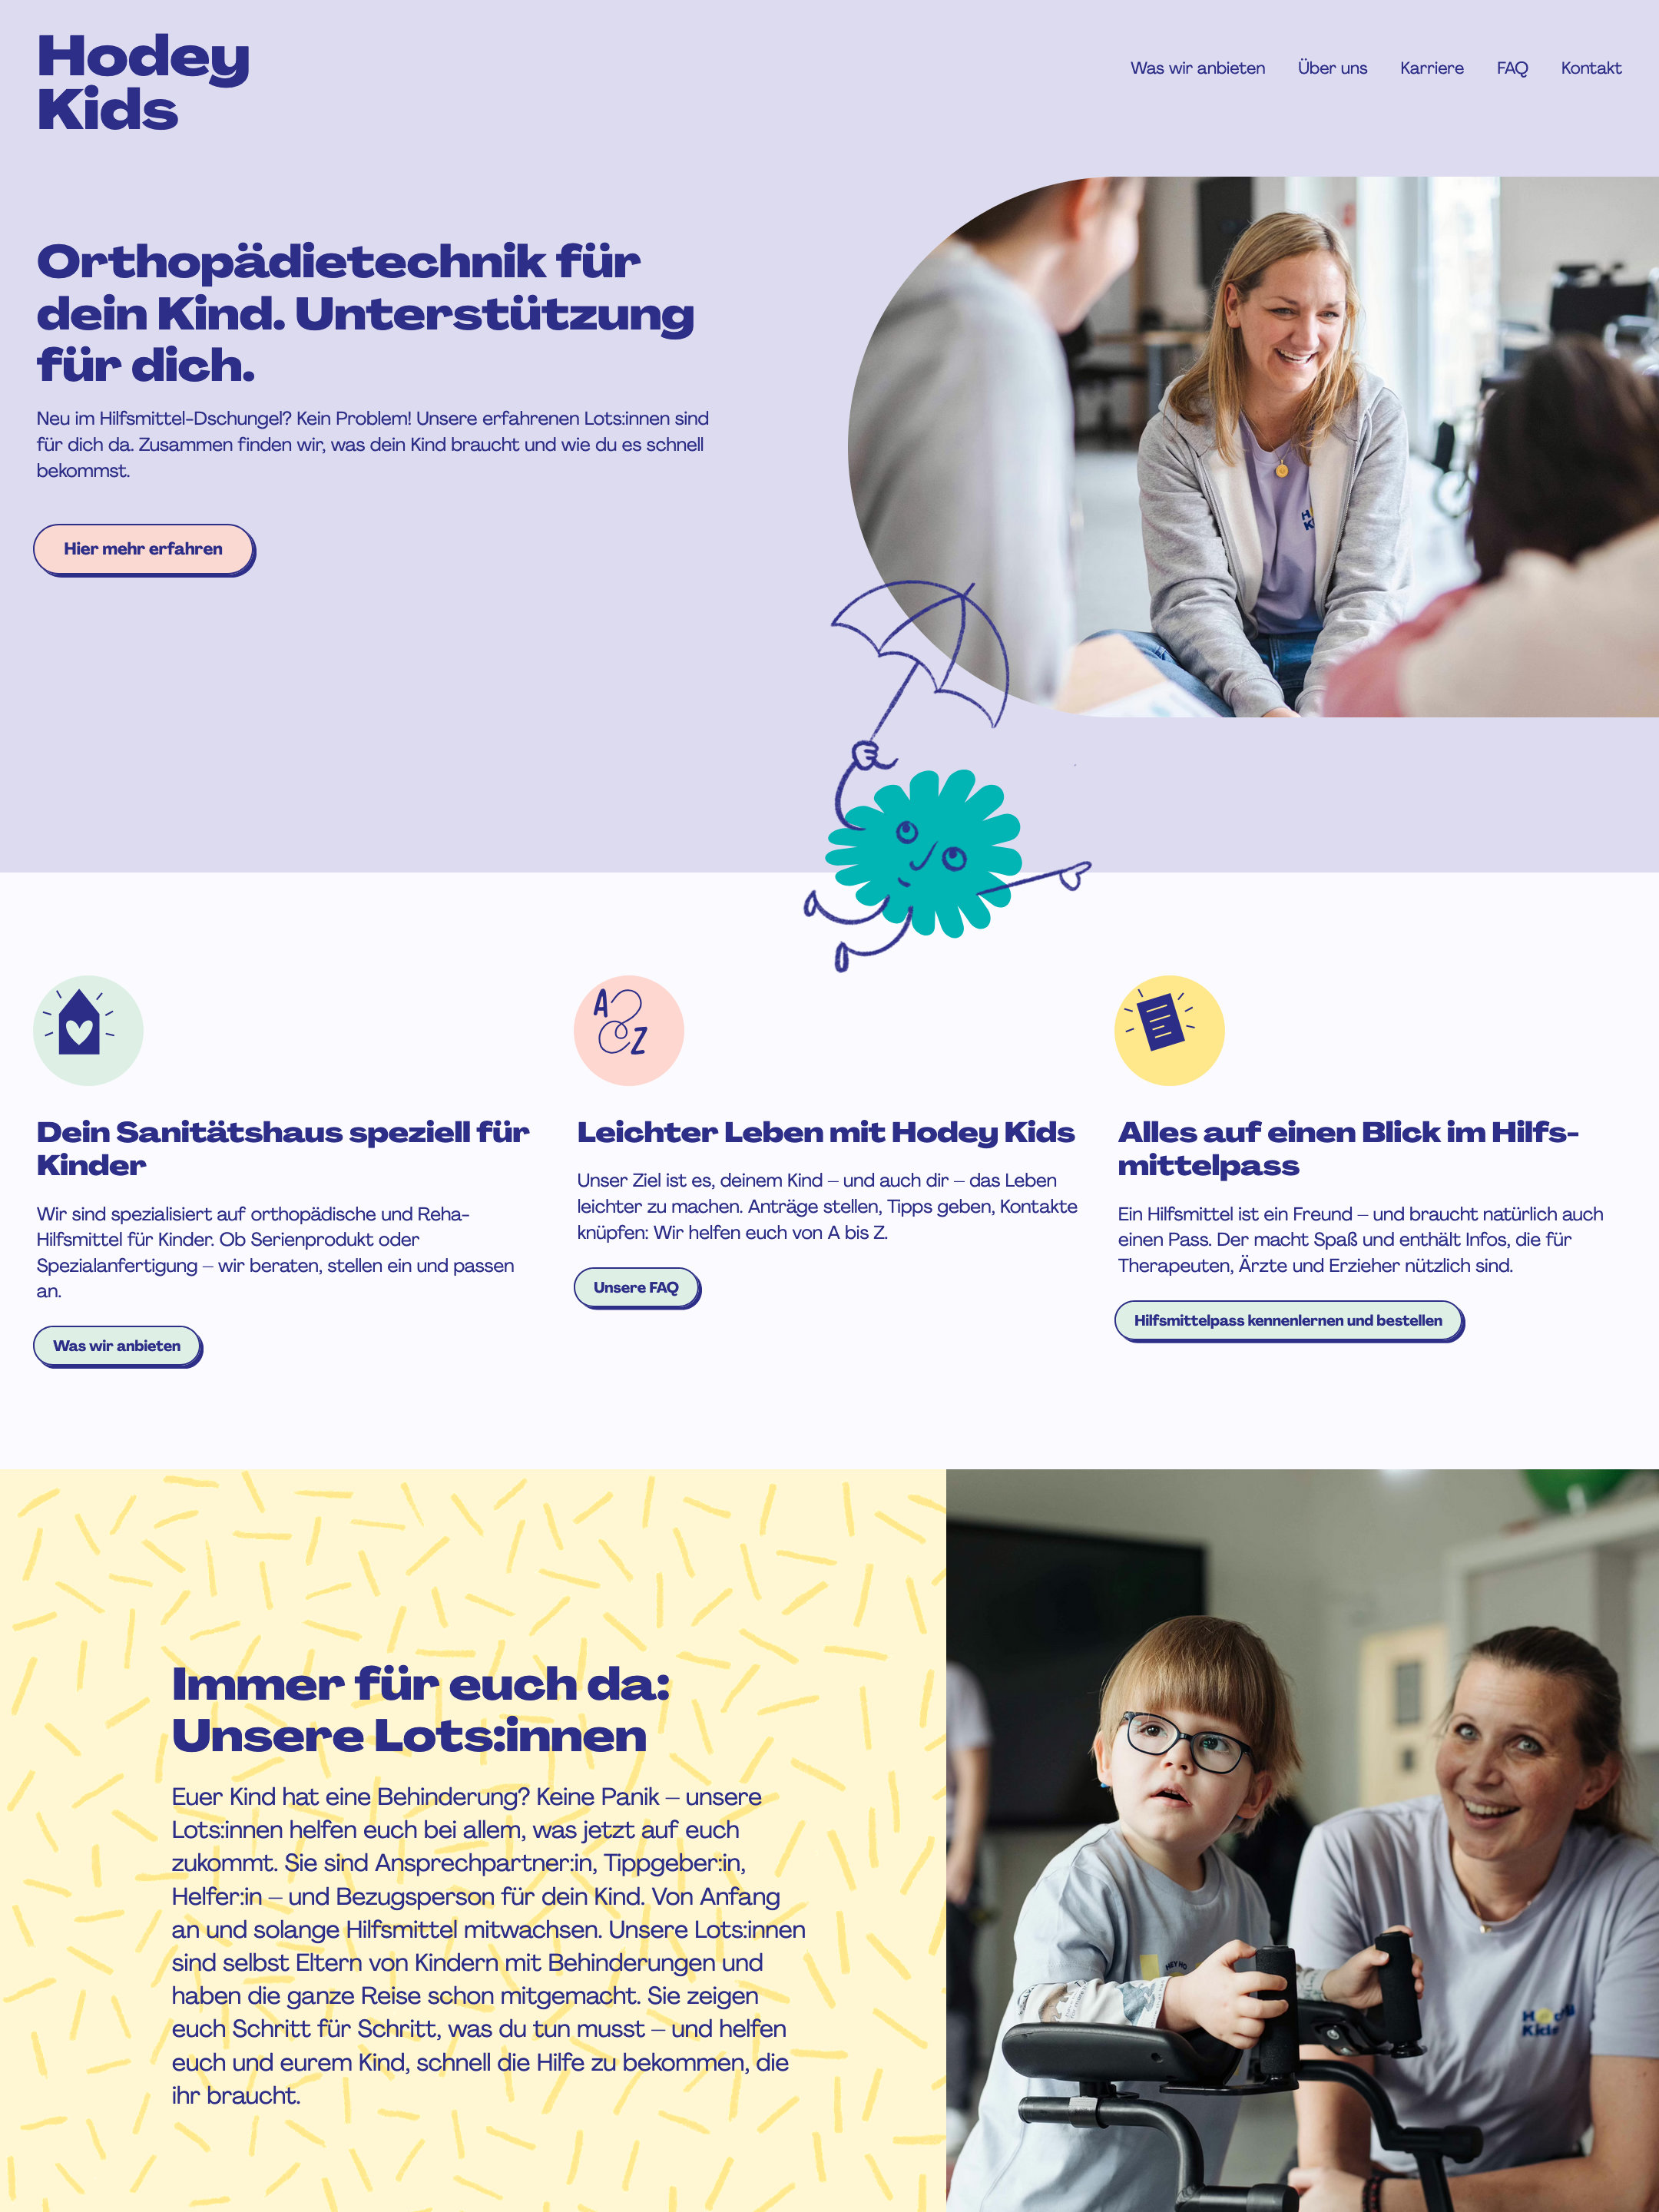 Hodey
Kids
Was wir anbieten
Über uns
Karriere
FAQ
Kontakt
Orthopädietechnik für
dein Kind. Unterstützung
für dich.
Neu im Hilfsmittel-Dschungel? Kein Problem! Unsere erfahrenen Lots:innen sind
für dich da. Zusammen finden wir, was dein Kind braucht und wie du es schnell
bekommst.
Hier mehr erfahren
A
Z
Dein Sanitätshaus speziell für
Kinder
Wir sind spezialisiert auf orthopädische und Reha-
Hilfsmittel für Kinder. Ob Serienprodukt oder
Spezialanfertigung – wir beraten, stellen ein und passen
an.
Was wir anbieten
Leichter Leben mit Hodey Kids
Unser Ziel ist es, deinem Kind – und auch dir – das Leben
leichter zu machen. Anträge stellen, Tipps geben, Kontakte
knüpfen: Wir helfen euch von A bis Z.
Unsere FAQ
Alles auf einen Blick im Hilfs-
mittelpass
Ein Hilfsmittel ist ein Freund – und braucht natürlich auch
einen Pass. Der macht Spaß und enthält Infos, die für
Therapeuten, Ärzte und Erzieher nützlich sind.
Hilfsmittelpass kennenlernen und bestellen
Immer für euch da:
Unsere Lots:innen
Euer Kind hat eine Behinderung? Keine Panik – unsere
Lots:innen helfen euch bei allem, was jetzt auf euch
zukommt. Sie sind Ansprechpartner:in, Tippgeber:in,
Helfer:in – und Bezugsperson für dein Kind. Von Anfang
an und solange Hilfsmittel mitwachsen. Unsere Lots:innen
sind selbst Eltern von Kindern mit Behinderungen und
haben die ganze Reise schon mitgemacht. Sie zeigen
euch Schritt für Schritt, was du tun musst – und helfen
euch und eurem Kind, schnell die Hilfe zu bekommen, die
ihr braucht.
HEY HO
Kids